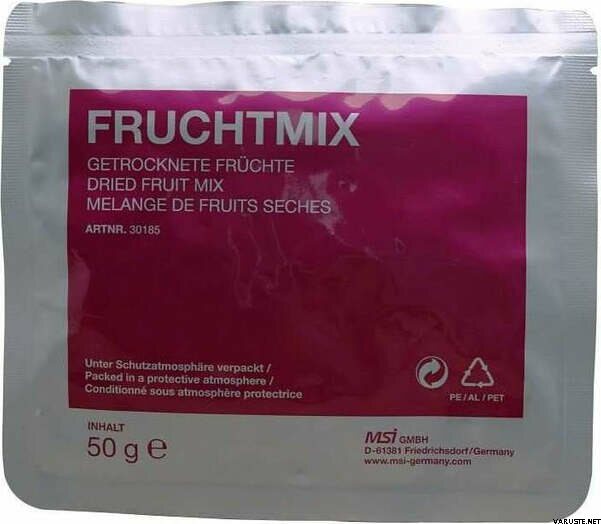 FRUCHTMIX
GETROCKNETE FRÜCHTE
DRIED FRUIT MIX
MELANGE DE FRUITS SECHES
ARTNR. 30185
Unter Schutzatmosphäre verpackt /
Packed in a protective atmosphere /
Conditionné sous atmosphère protectrice
PE / AL / PET
INHALT
50 g ℮
MSi GMBH
D-61381 Friedrichsdorf/Germany
www.msi-germany.com
VARUSTE.NET